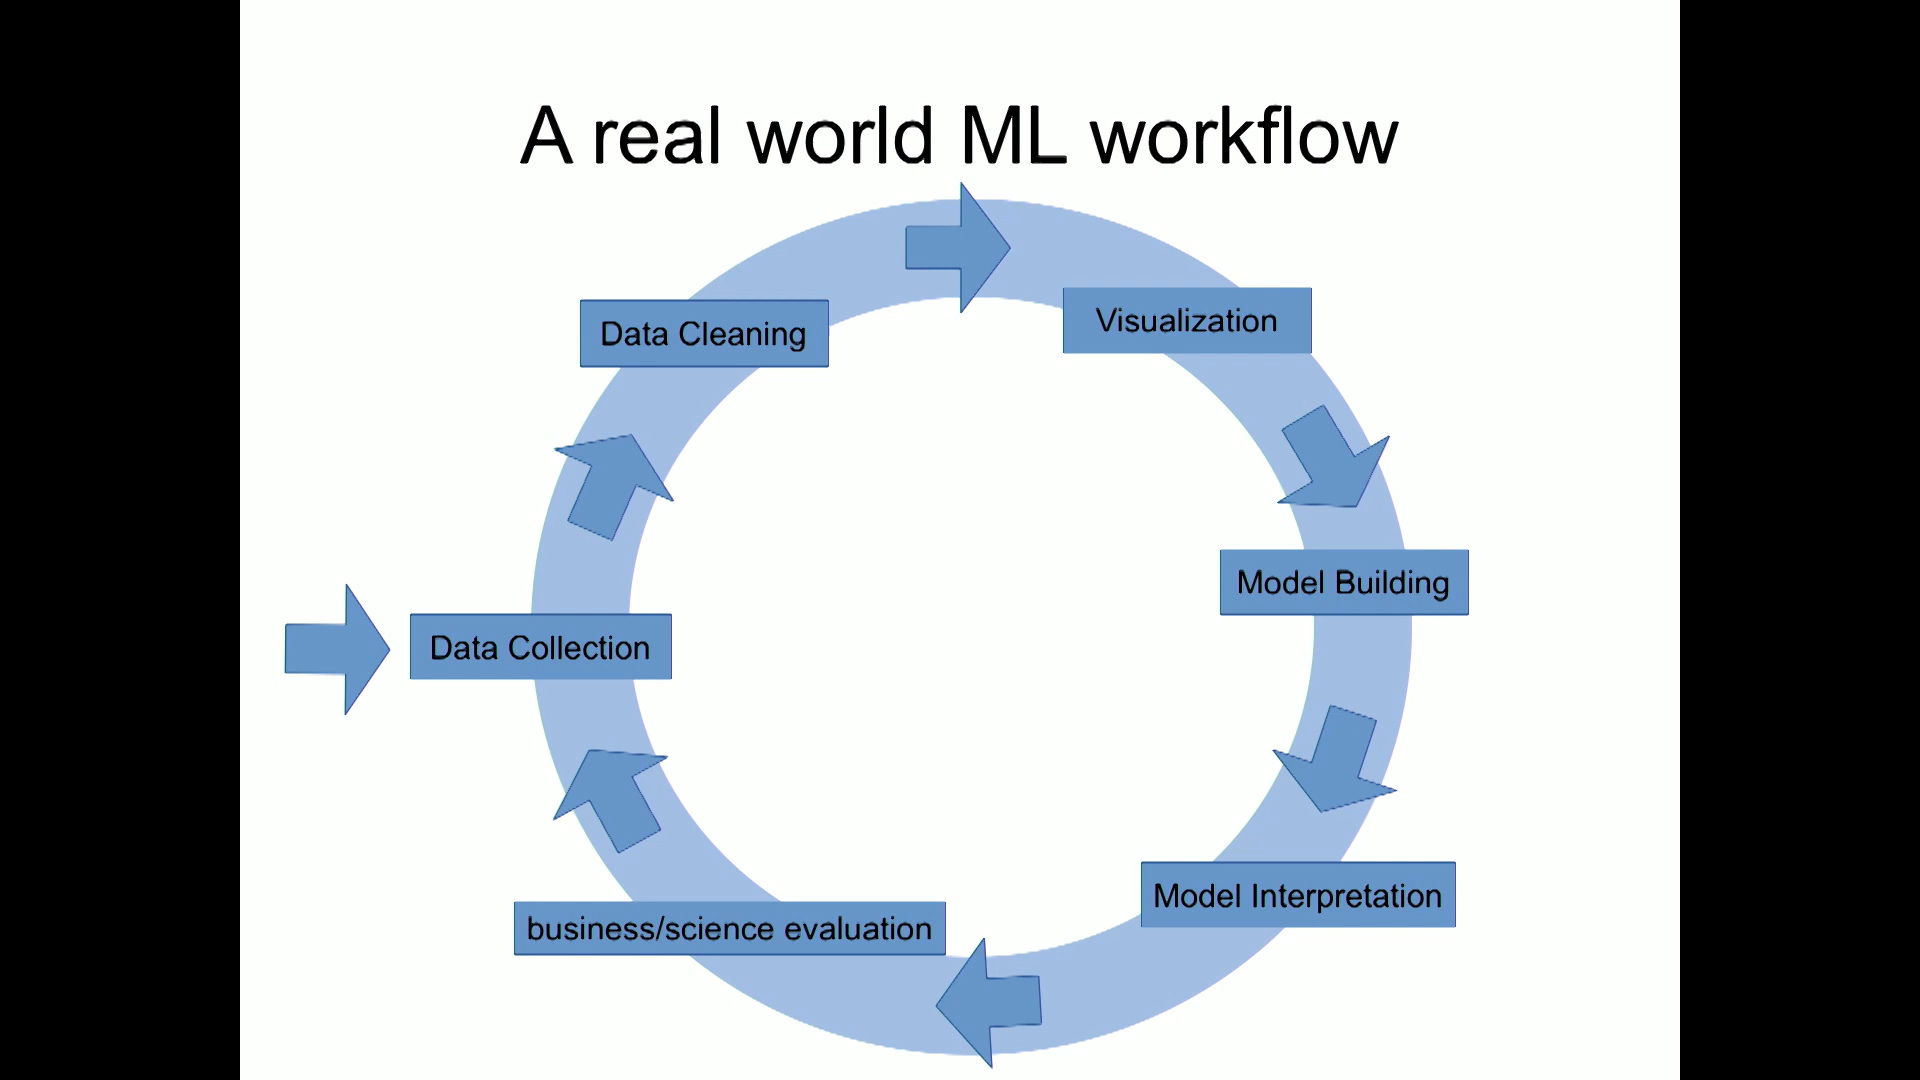 A real world ML workflow
Data Cleaning
Visualization
Model Building
Data Collection
Model Interpretation
business/science evaluation